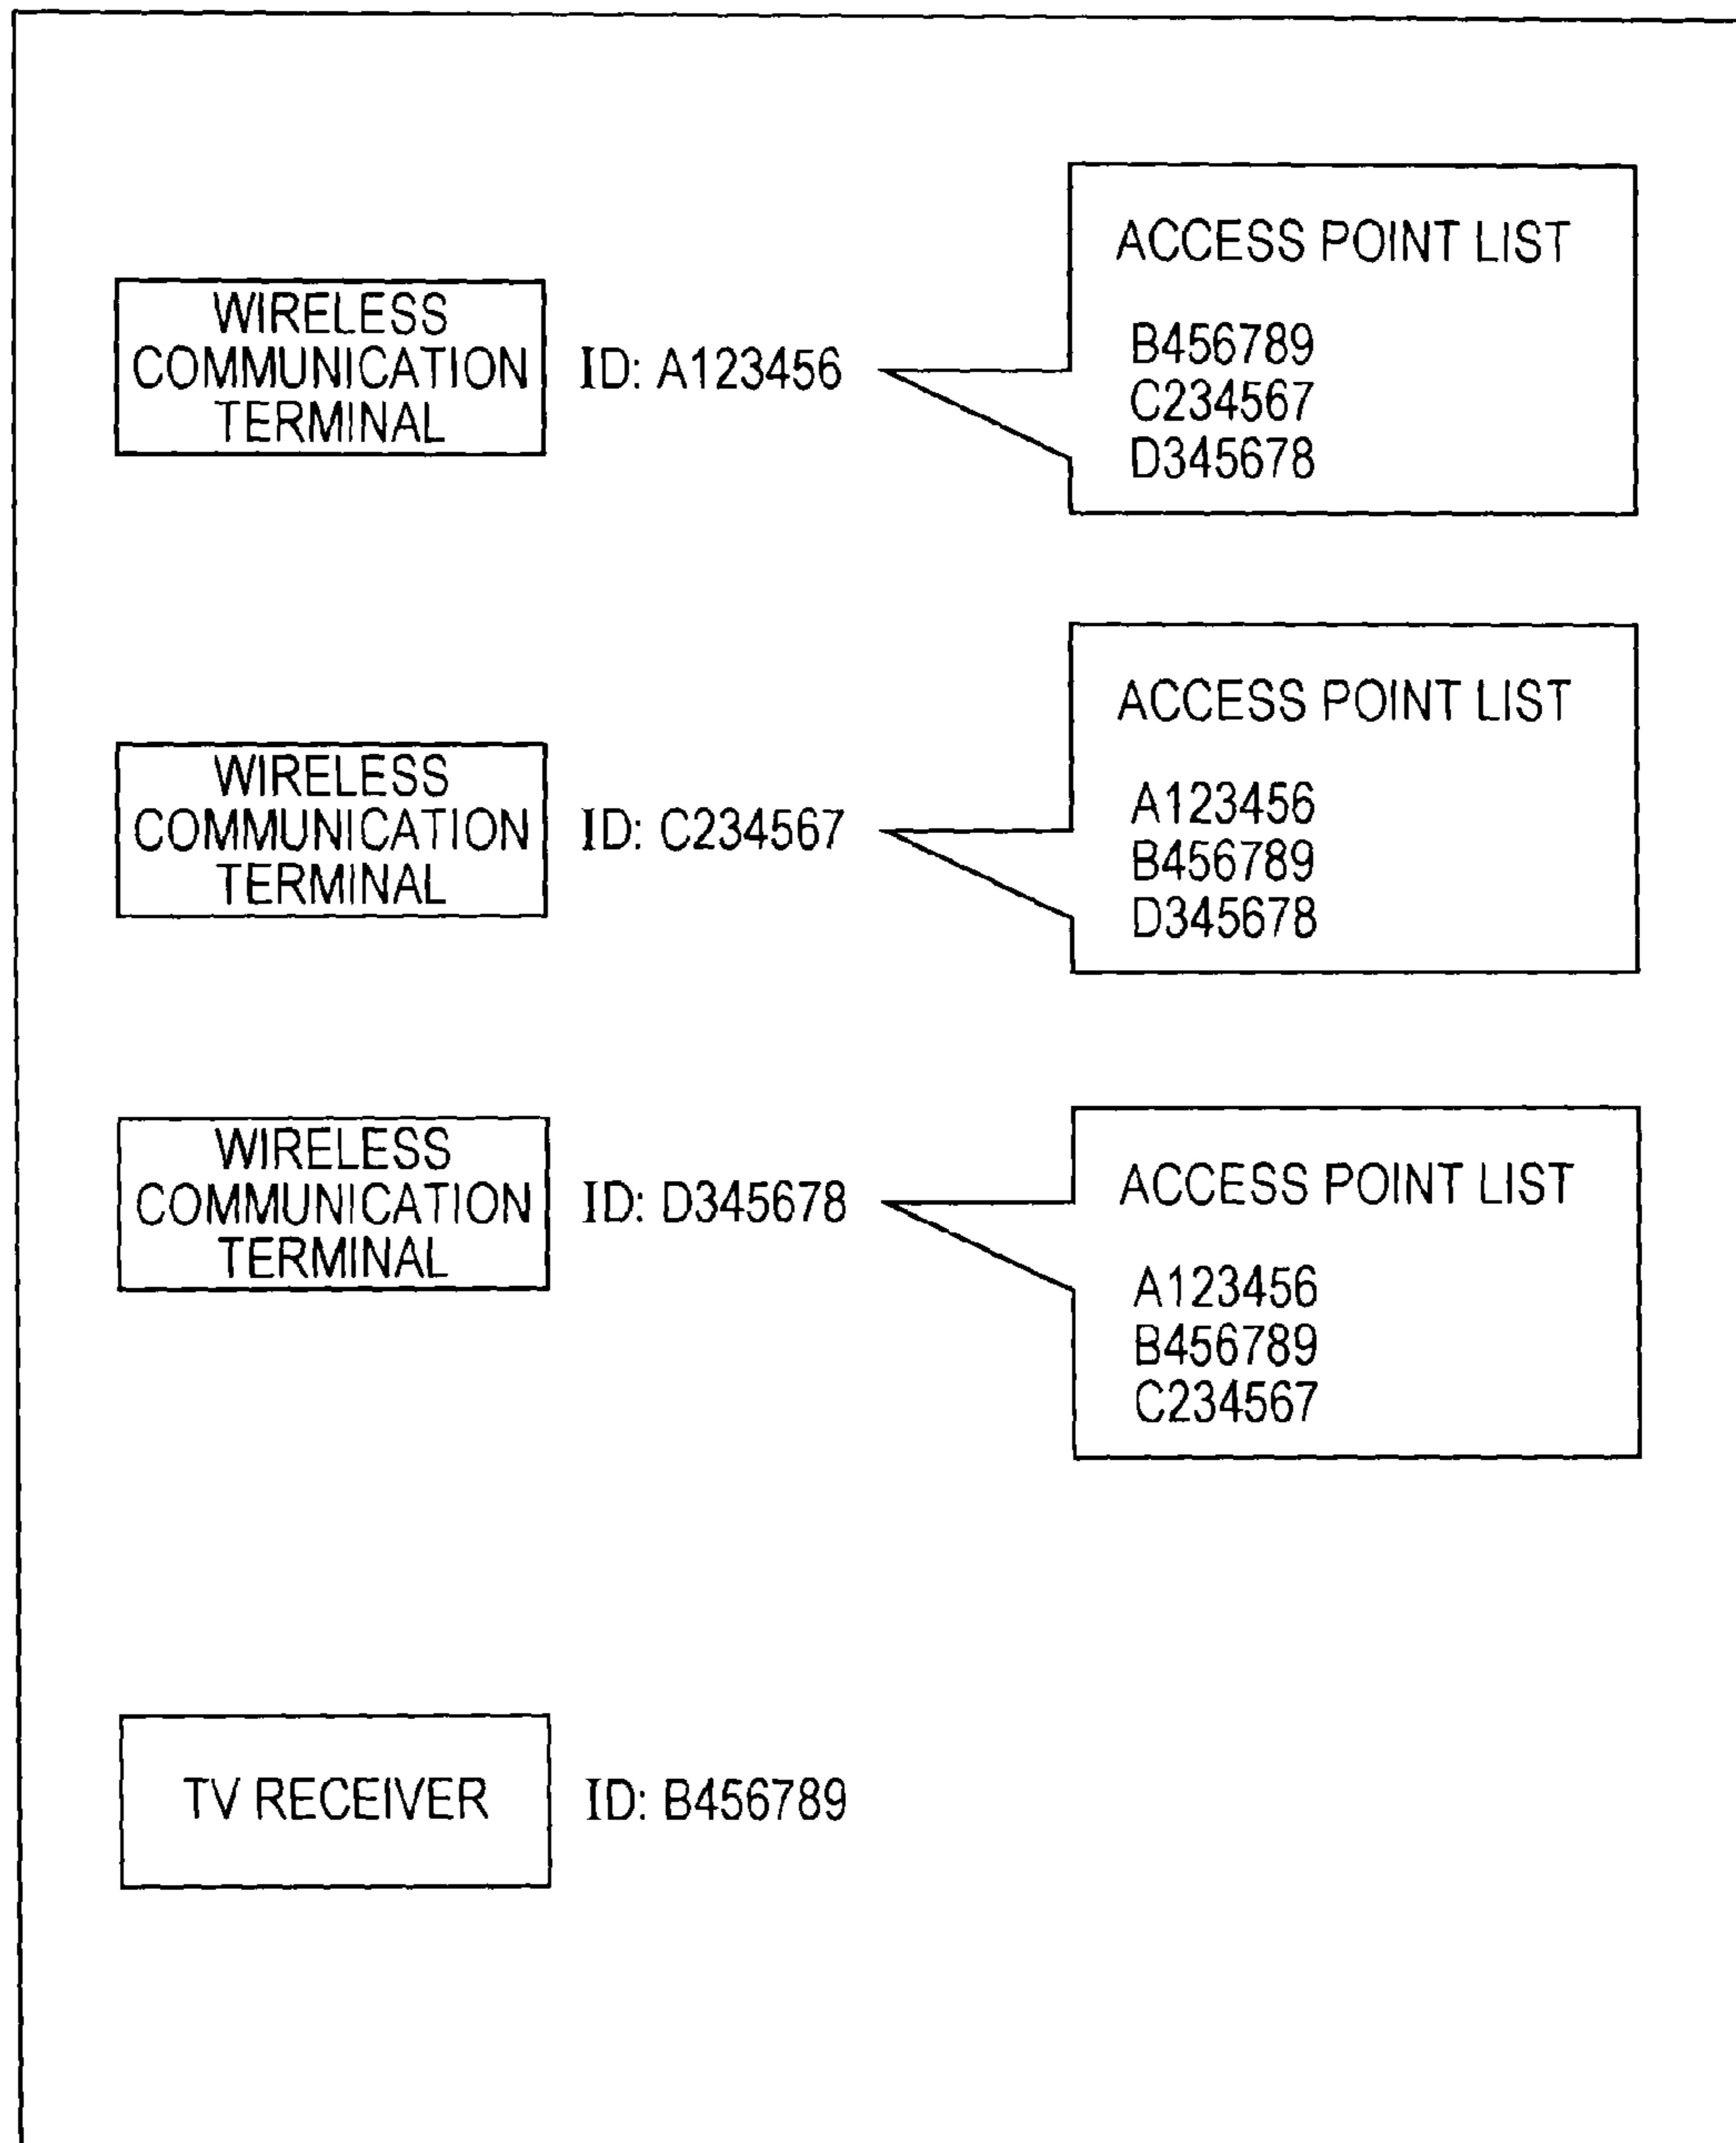 WIRELESS
COMMUNICATION
TERMINAL
ID: A123456
ACCESS POINT LIST
B456789
C234567
D345678
WIRELESS
COMMUNICATION
TERMINAL
ID: C234567
ACCESS POINT LIST
A123456
B456789
D345678
WIRELESS
COMMUNICATION
TERMINAL
ID: D345678
ACCESS POINT LIST
A123456
B456789
C234567
TV RECEIVER
ID: B456789